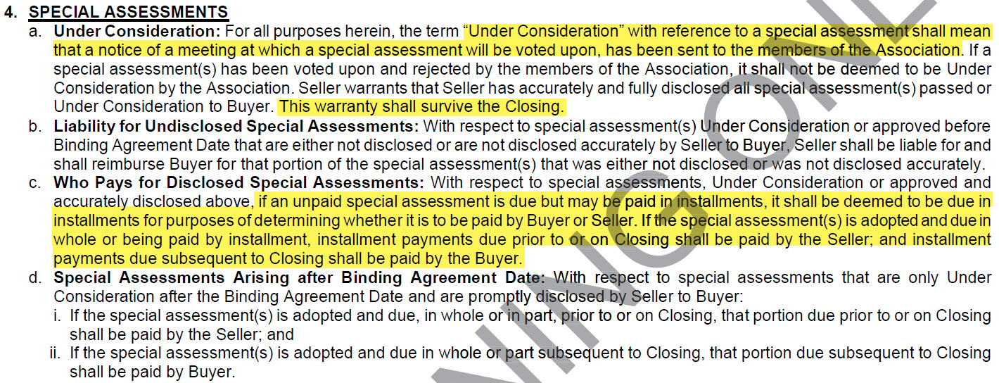 4. SPECIAL ASSESSMENTS
a. Under Consideration: For all purposes herein, the term “Under Consideration” with reference to a special assessment shall mean
that a notice of a meeting at which a special assessment will be voted upon, has been sent to the members of the Association. If a
special assessment(s) has been voted upon and rejected by the members of the Association, it shall not be deemed to be Under
Consideration by the Association. Seller warrants that Seller has accurately and fully disclosed all special assessment(s) passed or
Under Consideration to Buyer. This warranty shall survive the Closing.
b. Liability for Undisclosed Special Assessments: With respect to special assessment(s) Under Consideration or approved before
Binding Agreement Date that are either not disclosed or are not disclosed accurately by Seller to Buyer, Seller shall be liable for and
shall reimburse Buyer for that portion of the special assessment(s) that was either not disclosed or was not disclosed accurately.
c. Who Pays for Disclosed Special Assessments: With respect to special assessments, Under Consideration or approved and
accurately disclosed above, if an unpaid special assessment is due but may be paid in installments, it shall be deemed to be due in
installments for purposes of determining whether it is to be paid by Buyer or Seller. If the special assessment(s) is adopted and due in
whole or being paid by installment, installment payments due prior to or on Closing shall be paid by the Seller; and installment
payments due subsequent to Closing shall be paid by the Buyer.
d. Special Assessments Arising after Binding Agreement Date: With respect to special assessments that are only Under
Consideration after the Binding Agreement Date and are promptly disclosed by Seller to Buyer:
i. If the special assessment(s) is adopted and due, in whole or in part, prior to or on Closing, that portion due prior to or on Closing
shall be paid by the Seller; and
ii. If the special assessment(s) is adopted and due in whole or part subsequent to Closing, that portion due subsequent to Closing
shall be paid by Buyer.